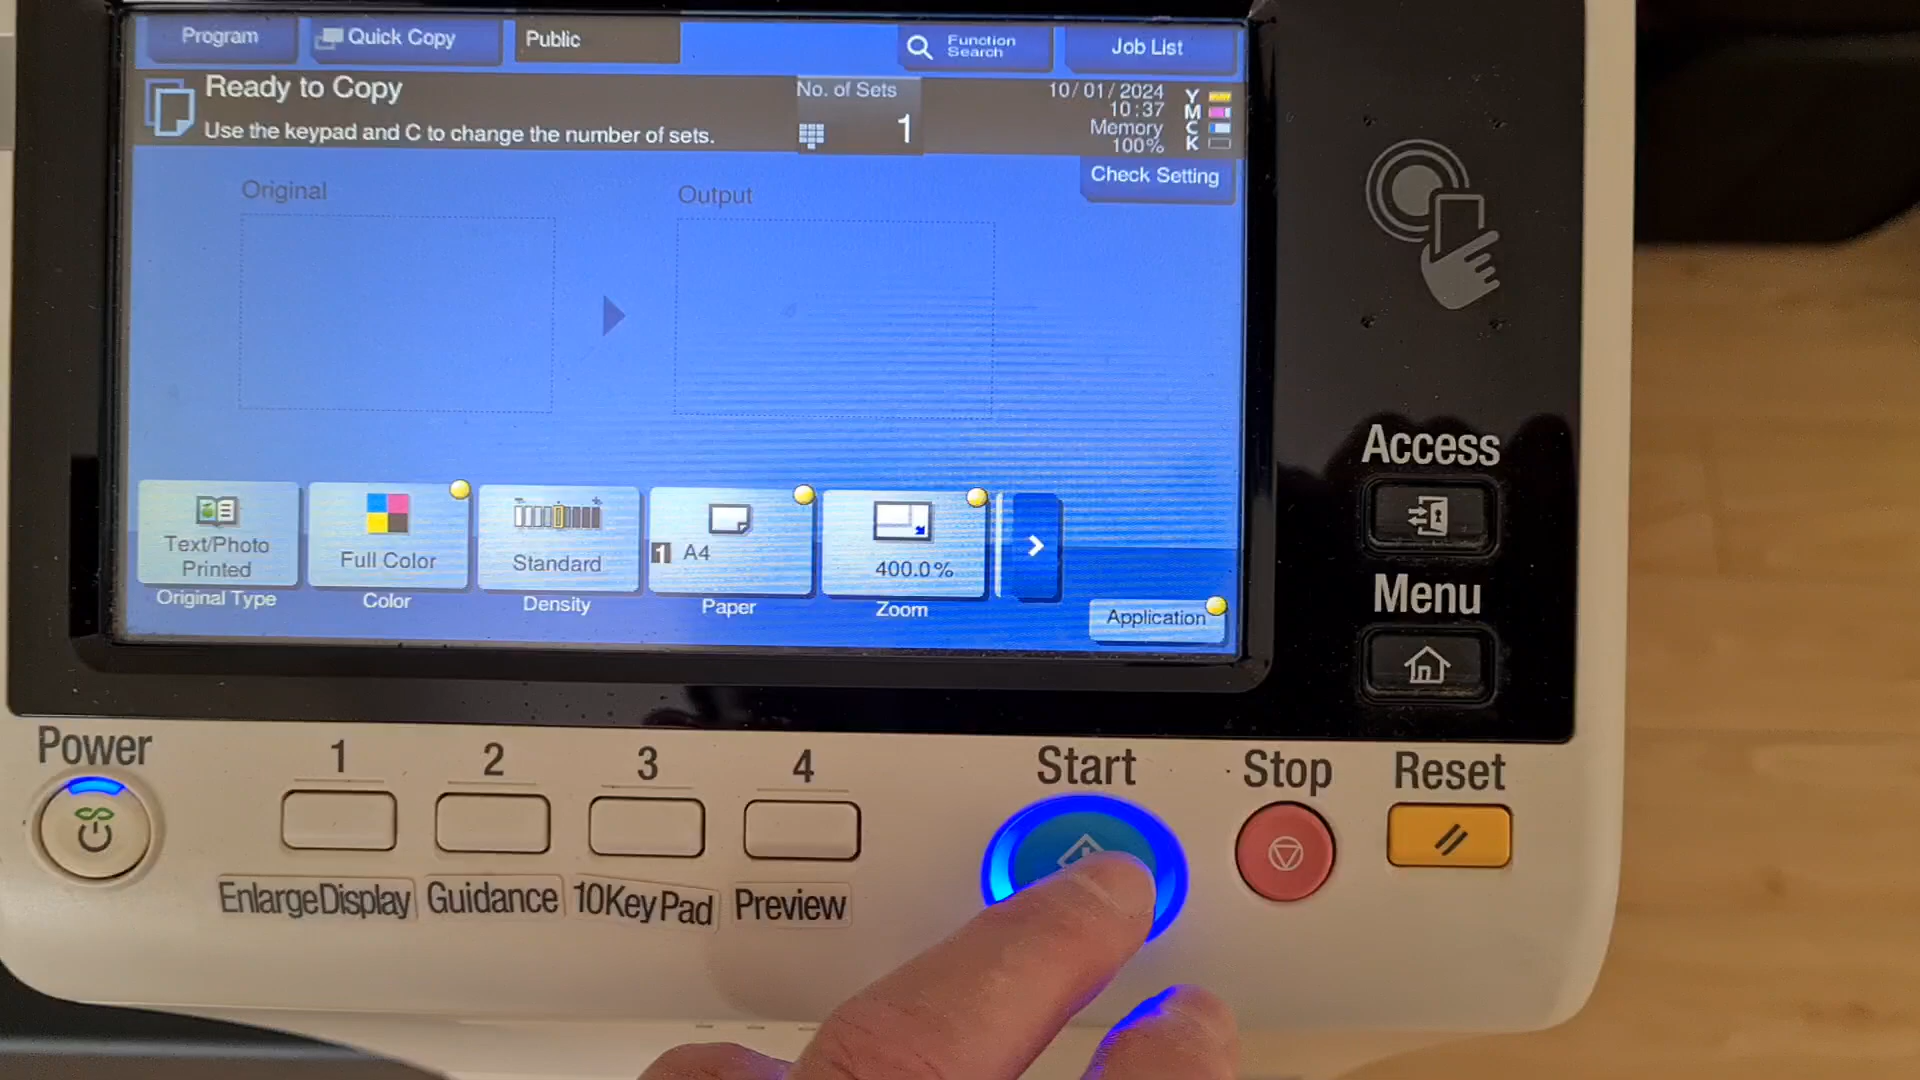 Program
Quick Copy
Public
Function Search
Job List
Ready to Copy
Use the keypad and C to change the number of sets.
No. of Sets
1
10/01/2024
10:37
Memory
100%
Y
M
C
K
Check Setting
Original
Output
Text/Photo
Printed
Original Type
Full Color
Color
Standard
Density
1 A4
Paper
400.0%
Zoom
Application
Access
Menu
Power
1
2
3
4
Start
Stop
Reset
EnlargeDisplay
Guidance
10KeyPad
Preview